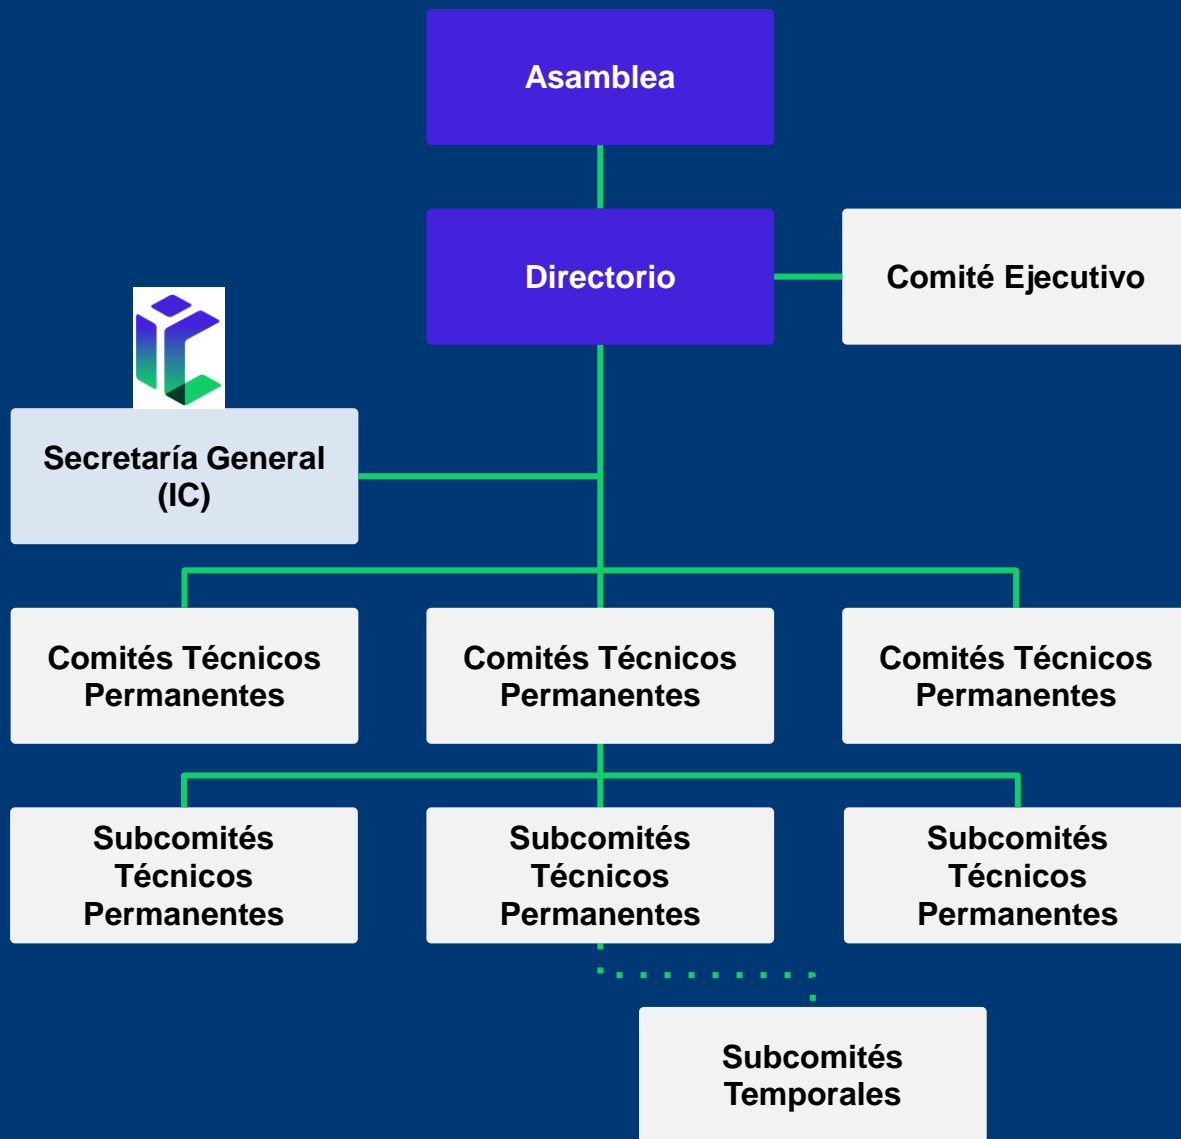 Asamblea
Directorio
Comité Ejecutivo
Secretaría General
(IC)
Comités Técnicos
Permanentes
Comités Técnicos
Permanentes
Comités Técnicos
Permanentes
Subcomités
Técnicos
Permanentes
Subcomités
Técnicos
Permanentes
Subcomités
Técnicos
Permanentes
Subcomités
Temporales